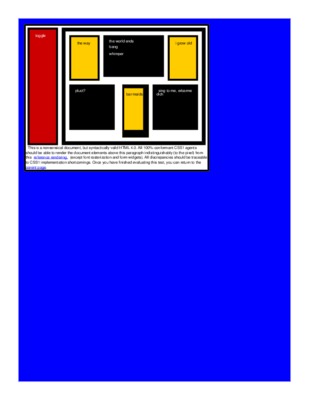 toggle
the way
the world ends
bang
whimper
i grow old
pluot?
bar maids,
sing to me, erbarme
dich
This is a nonsensical document, but syntactically valid HTML 4.0. All 100%-conformant CSS1 agents
should be able to render the document elements above this paragraph indistinguishably (to the pixel) from
this reference rendering, (except font rasterization and form widgets). All discrepancies should be traceable
to CSS1 implementation shortcomings. Once you have finished evaluating this test, you can return to the
parent page.